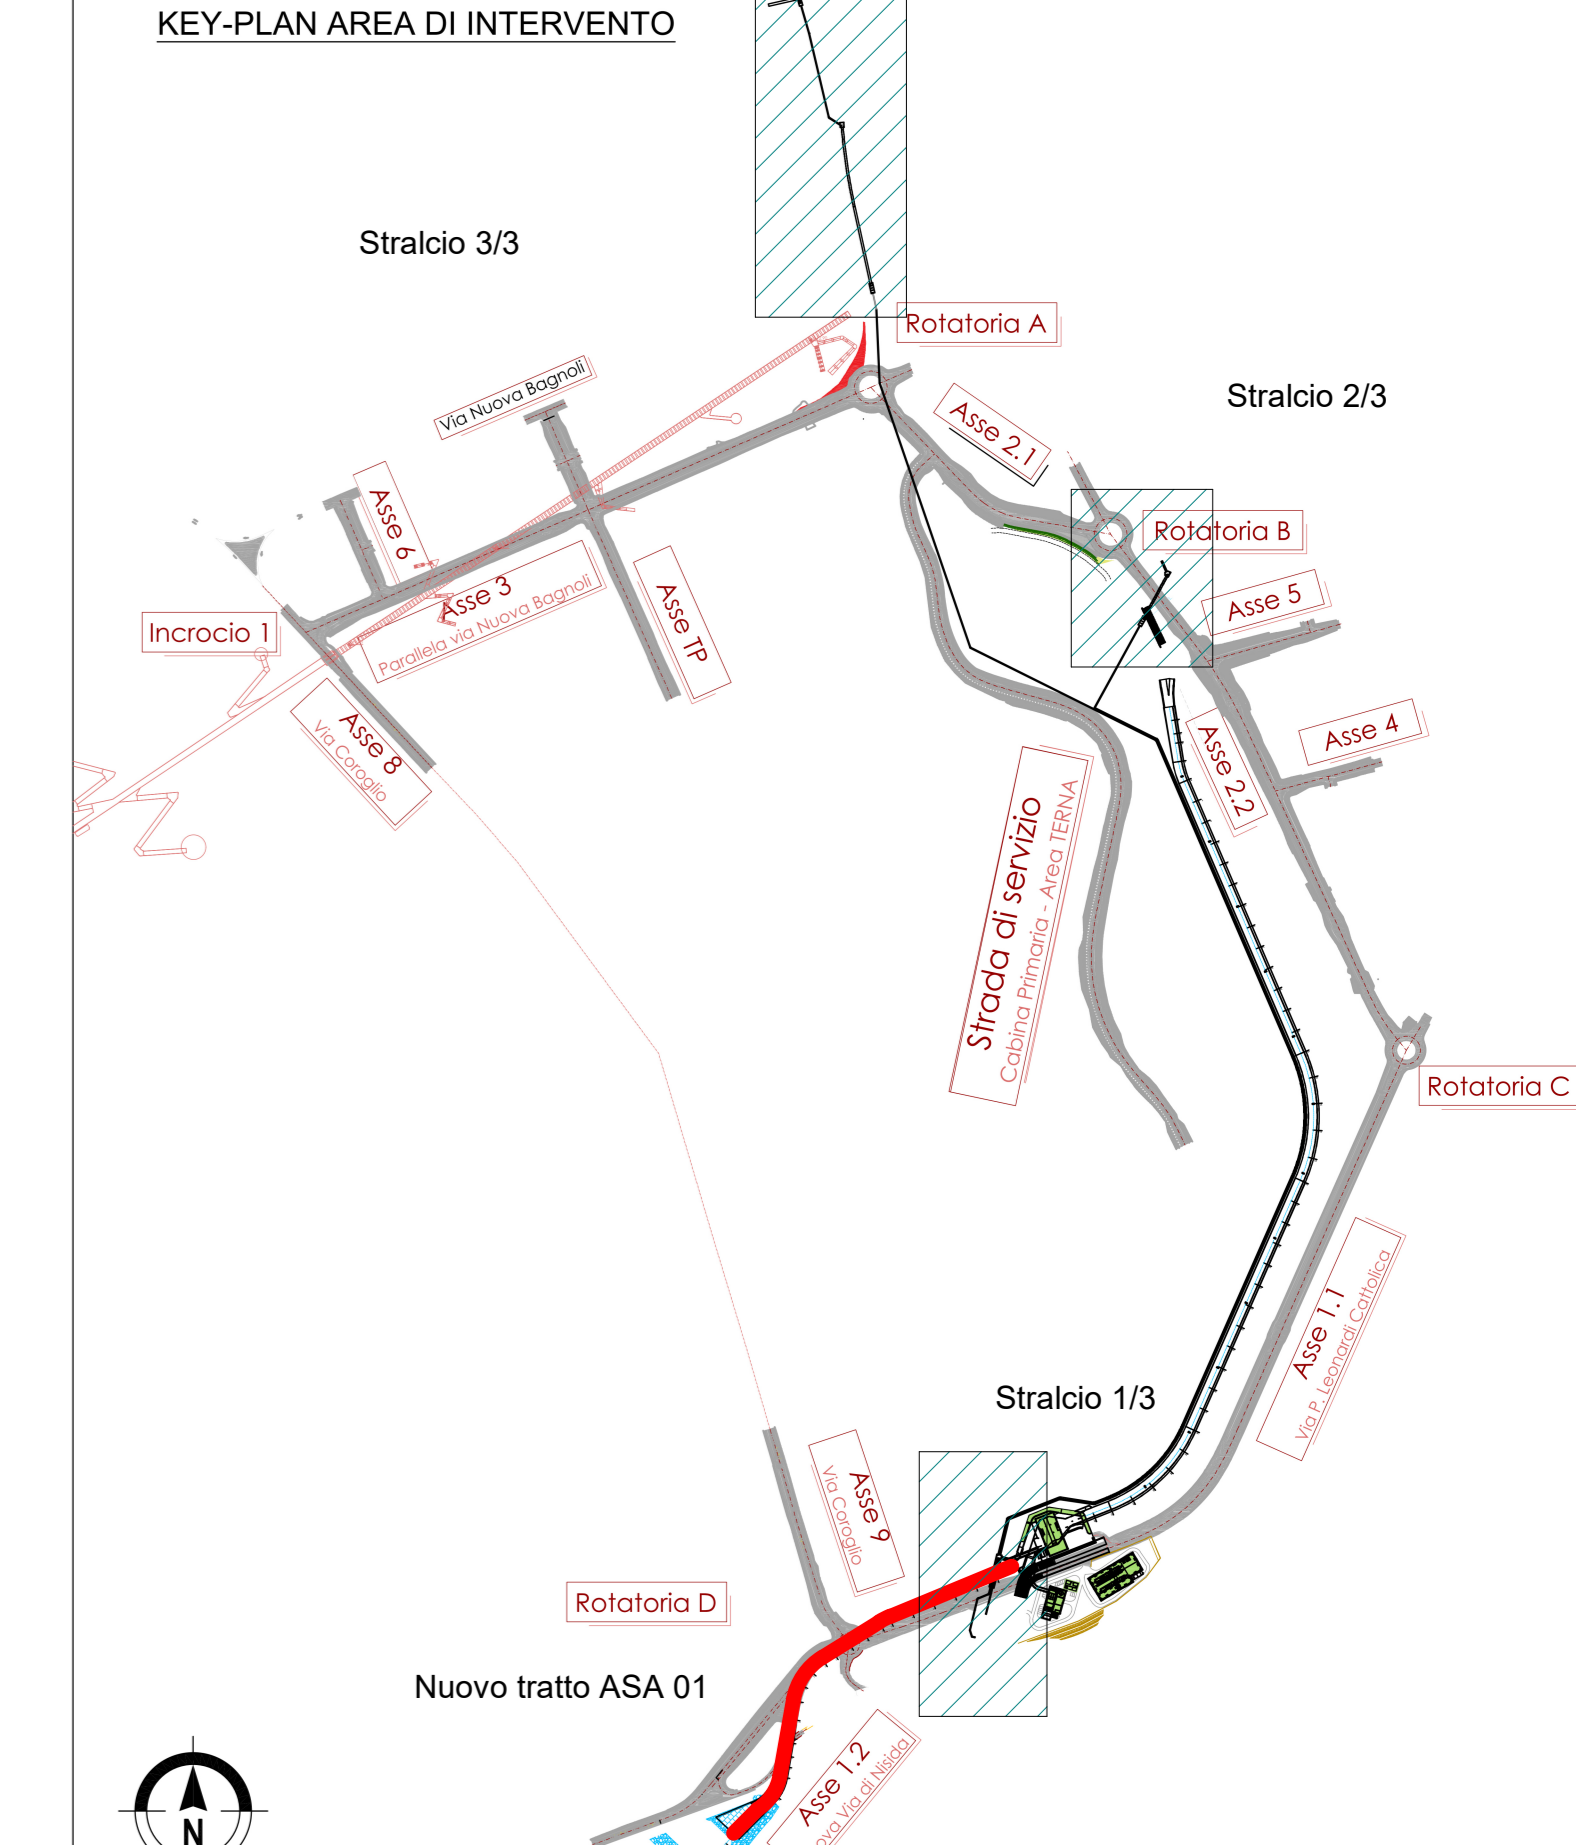 KEY-PLAN AREA DI INTERVENTO
Stralcio 3/3
Rotatoria A
Via Nuova Bagnoli
Stralcio 2/3
Asse 2.1
Asse 6
Rotatoria B
Asse 3
Parallela via Nuova Bagnoli
Asse TP
Asse 5
Incrocio 1
Asse 8
Via Coroglio
Asse 4
Asse 2.2
Strada di servizio
Cabina Primaria - Area TERNA
Rotatoria C
Asse 1.1
Via P. Leonardi Cattolica
Stralcio 1/3
Asse 9
Via Coroglio
Rotatoria D
Nuovo tratto ASA 01
Asse 1.2
Via di Nisida
N